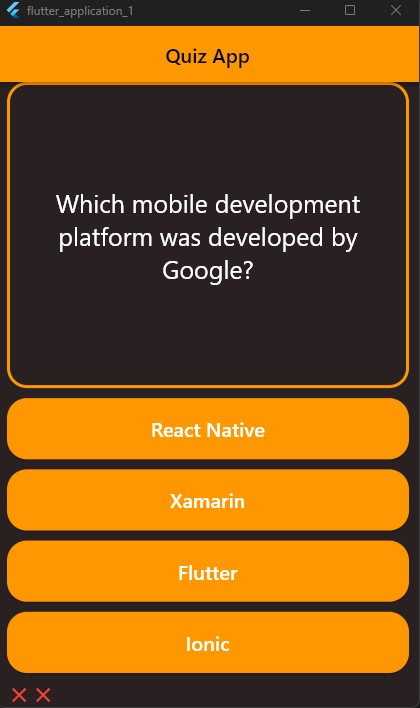 flutter_application_1
Quiz App
Which mobile development
platform was developed by
Google?
React Native
Xamarin
Flutter
Ionic